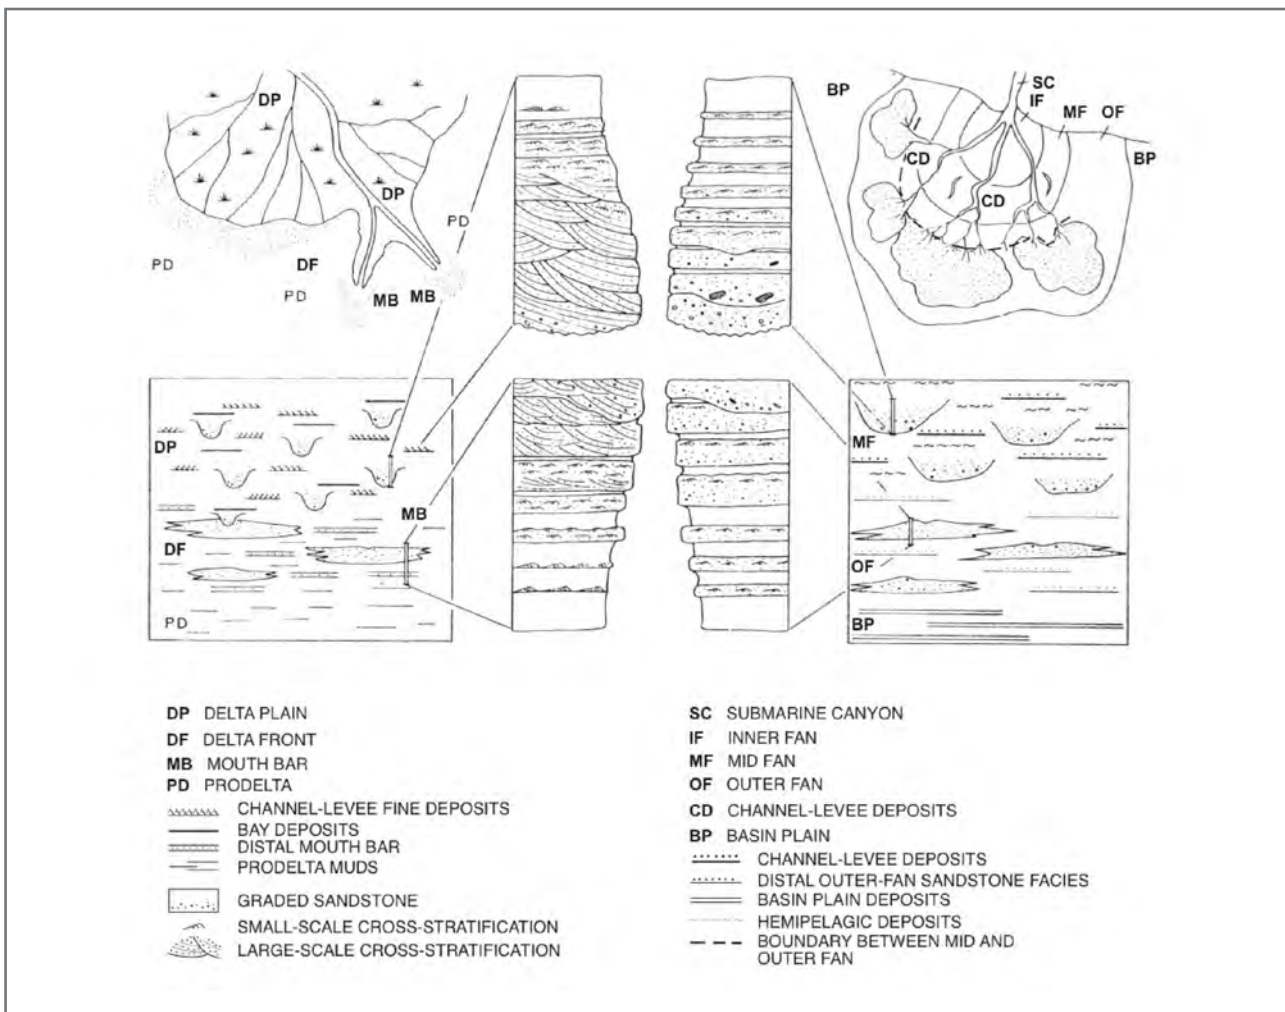 DP
DP
PD
PD
DF
PD
MB
MB
BP
SC
IF
MF
OF
BP
CD
CD
DP
MB
DF
PD
MF
OF
BP
DP DELTA PLAIN
DF DELTA FRONT
MB MOUTH BAR
PD PRODELTA
CHANNEL-LEVEE FINE DEPOSITS
BAY DEPOSITS
DISTAL MOUTH BAR
PRODELTA MUDS
GRADED SANDSTONE
SMALL-SCALE CROSS-STRATIFICATION
LARGE-SCALE CROSS-STRATIFICATION
SC SUBMARINE CANYON
IF INNER FAN
MF MID FAN
OF OUTER FAN
CD CHANNEL-LEVEE DEPOSITS
BP BASIN PLAIN
CHANNEL-LEVEE DEPOSITS
DISTAL OUTER-FAN SANDSTONE FACIES
BASIN PLAIN DEPOSITS
HEMIPELAGIC DEPOSITS
BOUNDARY BETWEEN MID AND
OUTER FAN